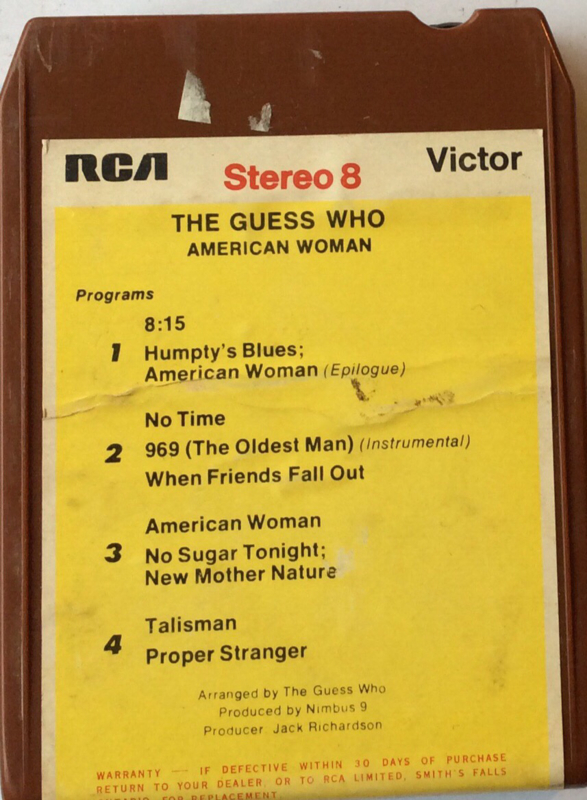 RCA
Stereo 8
Victor
THE GUESS WHO
AMERICAN WOMAN
Programs
8:15
1 Humpty's Blues;
American Woman (Epilogue)
No Time
2 969 (The Oldest Man) (Instrumental)
When Friends Fall Out
American Woman
3 No Sugar Tonight;
New Mother Nature
Talisman
4 Proper Stranger
Arranged by The Guess Who
Produced by Nimbus 9
Producer Jack Richardson
WARRANTY — IF DEFECTIVE WITHIN 30 DAYS OF PURCHASE
RETURN TO YOUR DEALER, OR TO RCA LIMITED, SMITH'S FALLS
ONTARIO, FOR REPLACEMENT.